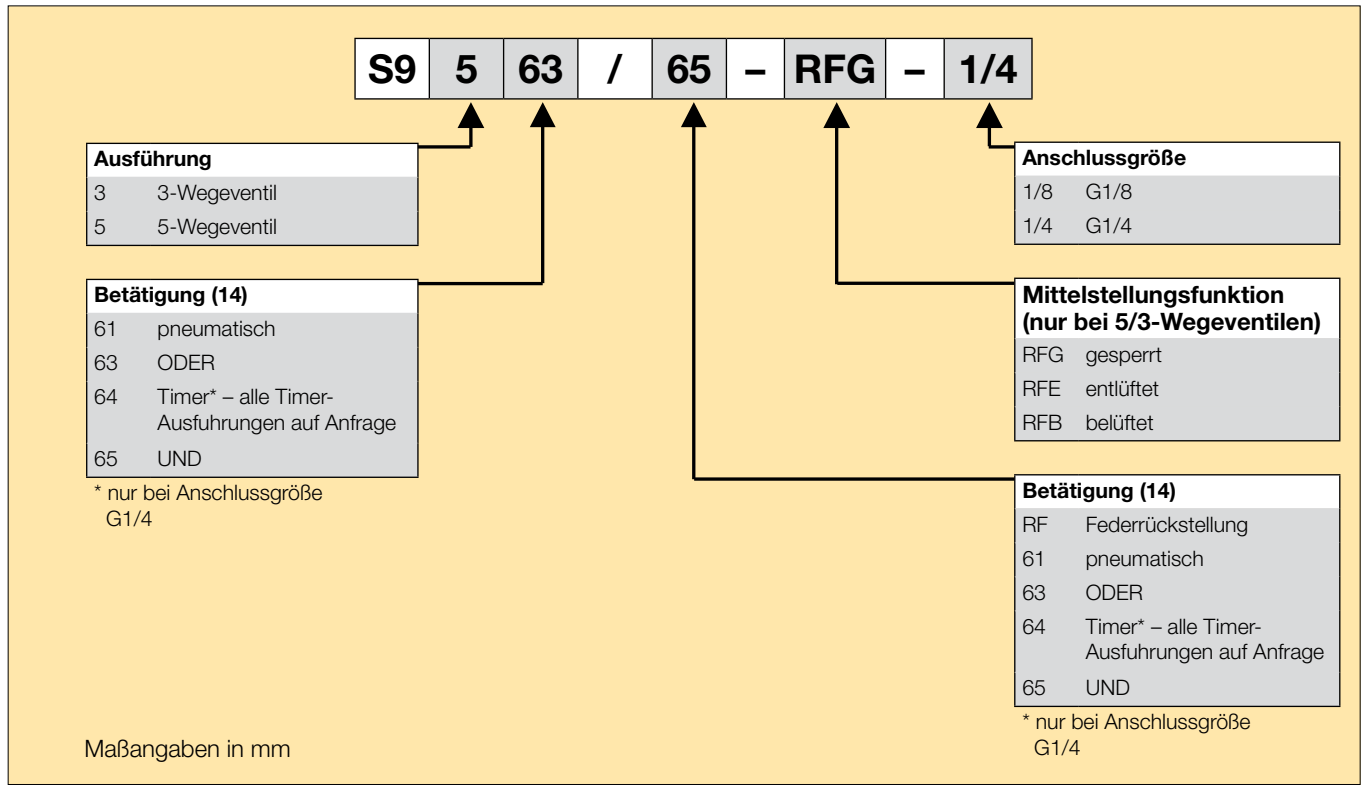 S9 5 63 / 65 – RFG – 1/4
Ausführung
3 3-Wegeventil
5 5-Wegeventil
Betätigung (14)
61 pneumatisch
63 ODER
64 Timer* – alle Timer-
Ausfuhrungen auf Anfrage
65 UND
* nur bei Anschlussgröße
G1/4
Anschlussgröße
1/8 G1/8
1/4 G1/4
Mittelstellungsfunktion
(nur bei 5/3-Wegeventilen)
RFG gesperrt
RFE entlüftet
RFB belüftet
Betätigung (14)
RF Federrückstellung
61 pneumatisch
63 ODER
64 Timer* – alle Timer-
Ausfuhrungen auf Anfrage
65 UND
* nur bei Anschlussgröße
G1/4
Maßangaben in mm